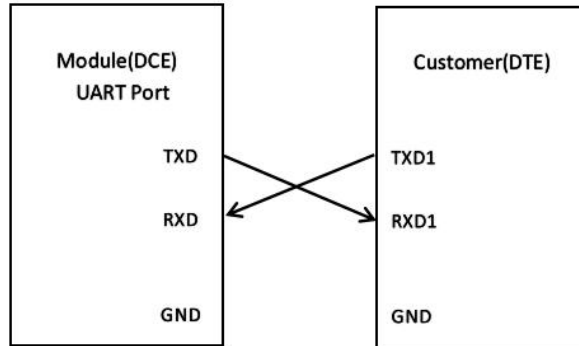 Module(DCE)
UART Port
TXD
RXD
GND
Customer(DTE)
TXD1
RXD1
GND